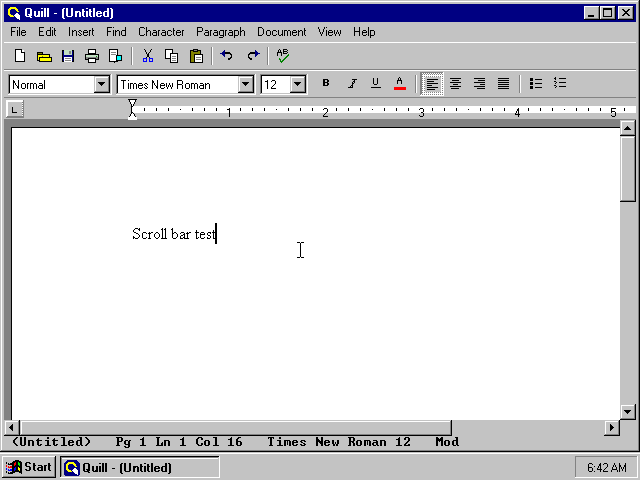 Quill - (Untitled)
File Edit Insert Find Character Paragraph Document View Help
Normal Times New Roman 12 B I U A
L 1 2 3 4 5
Scroll bar test
(Untitled) Pg 1 Ln 1 Col 16 Times New Roman 12 Mod
Start Quill - (Untitled) 6:42 AM